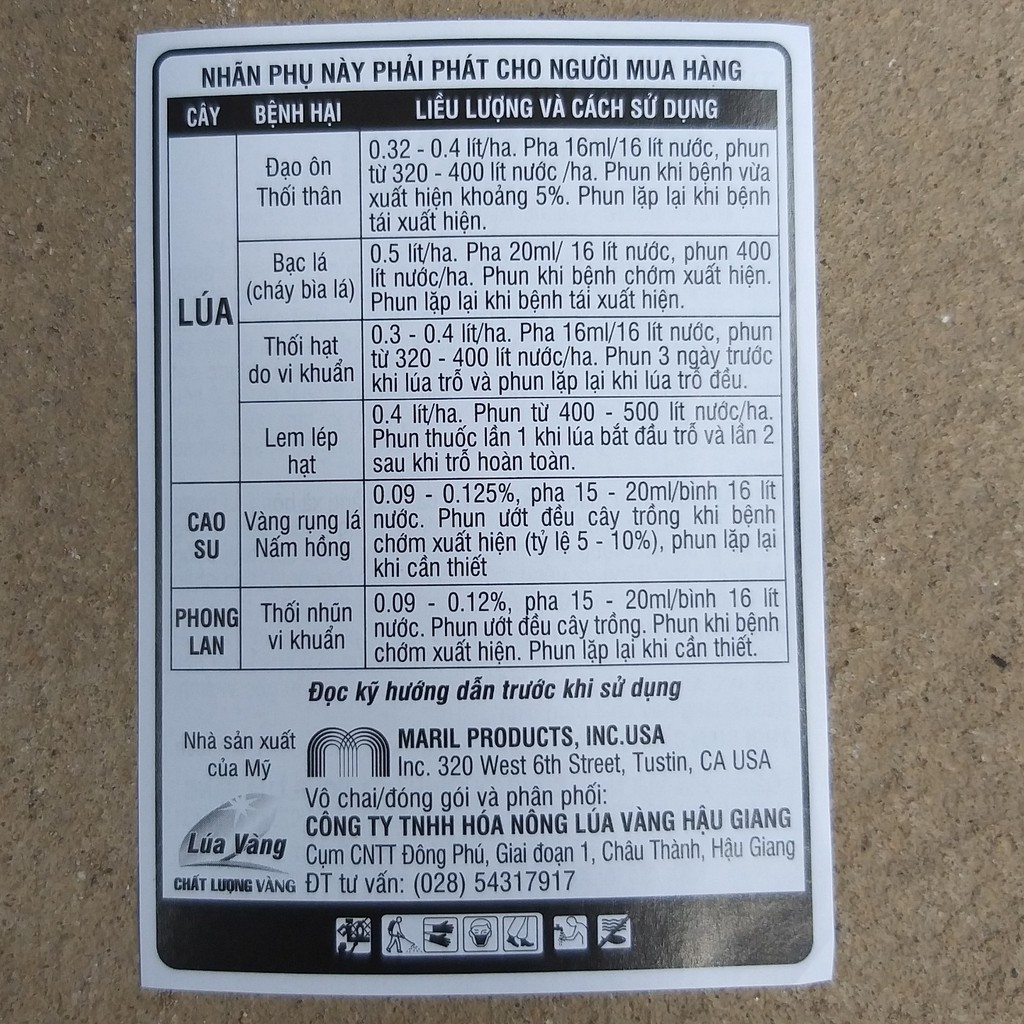 NHÃN PHỤ NÀY PHẢI PHÁT CHO NGƯỜI MUA HÀNG
CÂY BỆNH HẠI LIỀU LƯỢNG VÀ CÁCH SỬ DỤNG
LÚA
Đạo ôn
Thối thân
0.32 - 0.4 lít/ha. Pha 16ml/16 lít nước, phun
từ 320 - 400 lít nước /ha. Phun khi bệnh vừa
xuất hiện khoảng 5%. Phun lặp lại khi bệnh
tái xuất hiện.
Bạc lá
(cháy bìa lá)
0.5 lít/ha. Pha 20ml/ 16 lít nước, phun 400
lít nước/ha. Phun khi bệnh chớm xuất hiện.
Phun lặp lại khi bệnh tái xuất hiện.
Thối hạt
do vi khuẩn
0.3 - 0.4 lít/ha. Pha 16ml/16 lít nước, phun
từ 320 - 400 lít nước/ha. Phun 3 ngày trước
khi lúa trỗ và phun lặp lại khi lúa trỗ đều.
Lem lép
hạt
0.4 lít/ha. Phun từ 400 - 500 lít nước/ha.
Phun thuốc lần 1 khi lúa bắt đầu trỗ và lần 2
sau khi trỗ hoàn toàn.
CAO
SU
Vàng rụng lá
Nấm hồng
0.09 - 0.125%, pha 15 - 20ml/bình 16 lít
nước. Phun ướt đều cây trồng khi bệnh
chớm xuất hiện (tỷ lệ 5 - 10%), phun lặp lại
khi cần thiết
PHONG
LAN
Thối nhũn
vi khuẩn
0.09 - 0.12%, pha 15 - 20ml/bình 16 lít
nước. Phun ướt đều cây trồng. Phun khi bệnh
chớm xuất hiện. Phun lặp lại khi cần thiết.
Đọc kỹ hướng dẫn trước khi sử dụng
Nhà sản xuất
của Mỹ
MARIL PRODUCTS, INC.USA
Inc. 320 West 6th Street, Tustin, CA USA
Lúa Vàng
CHẤT LƯỢNG VÀNG
Vô chai/đóng gói và phân phối:
CÔNG TY TNHH HÓA NÔNG LÚA VÀNG HẬU GIANG
Cụm CNTT Đông Phú, Giai đoạn 1, Châu Thành, Hậu Giang
ĐT tư vấn: (028) 54317917